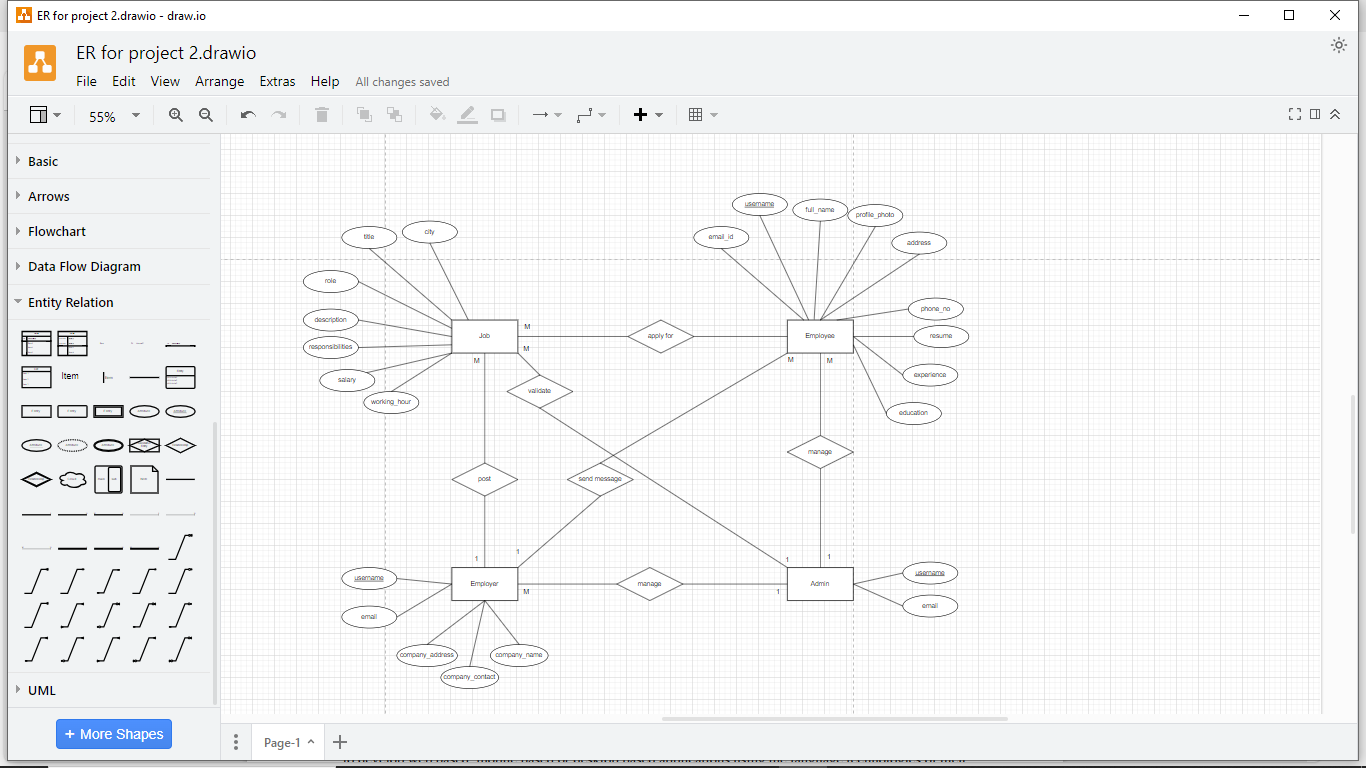 ER for project 2.drawio - draw.io
ER for project 2.drawio
File Edit View Arrange Extras Help All changes saved
55%
Basic
Arrows
Flowchart
Data Flow Diagram
Entity Relation
Item
UML
+ More Shapes
Page-1
username
full_name
profile_photo
email_id
address
title
city
role
description
responsibilities
salary
working_hour
phone_no
resume
experience
education
Job
M
apply for
Employee
M
M
validate
M
M
manage
post
send message
1
1
1
1
username
email
Employer
M
manage
1
Admin
username
email
company_address
company_name
company_contact